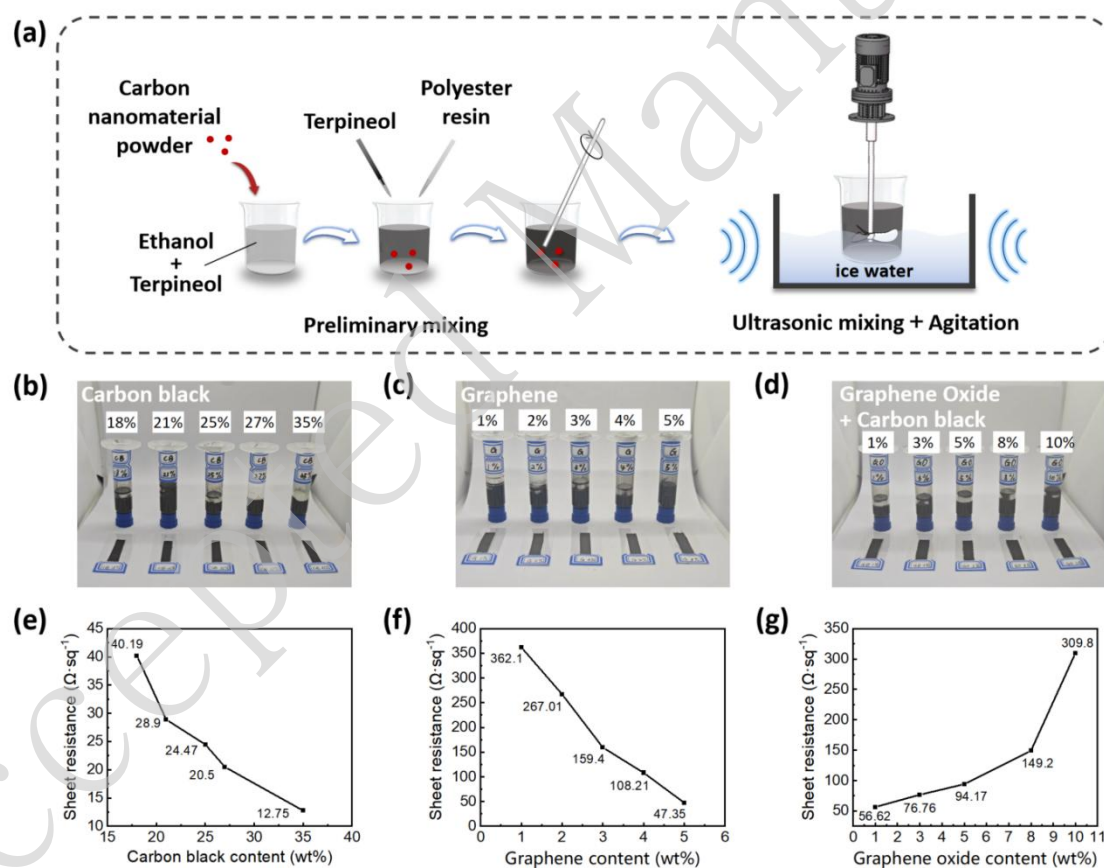 (a)
Carbon
nanomaterial
powder
Terpineol
Polyester
resin
Ethanol
+
Terpineol
ice water
Preliminary mixing
Ultrasonic mixing + Agitation
(b)
Carbon black
18% 21% 25% 27% 35%
(c)
Graphene
1% 2% 3% 4% 5%
(d)
Graphene Oxide
+ Carbon black
1% 3% 5% 8% 10%
(e)
Sheet resistance (Ω·sq⁻¹)
45
40
35
30
25
20
15
10
40.19
28.9
24.47
20.5
12.75
15 20 25 30 35 40
Carbon black content (wt%)
(f)
Sheet resistance (Ω·sq⁻¹)
400
350
300
250
200
150
100
50
0
362.1
267.01
159.4
108.21
47.35
0 1 2 3 4 5 6
Graphene content (wt%)
(g)
Sheet resistance (Ω·sq⁻¹)
350
300
250
200
150
100
50
309.8
149.2
94.17
76.76
56.62
0 1 2 3 4 5 6 7 8 9 10 11
Graphene oxide content (wt%)